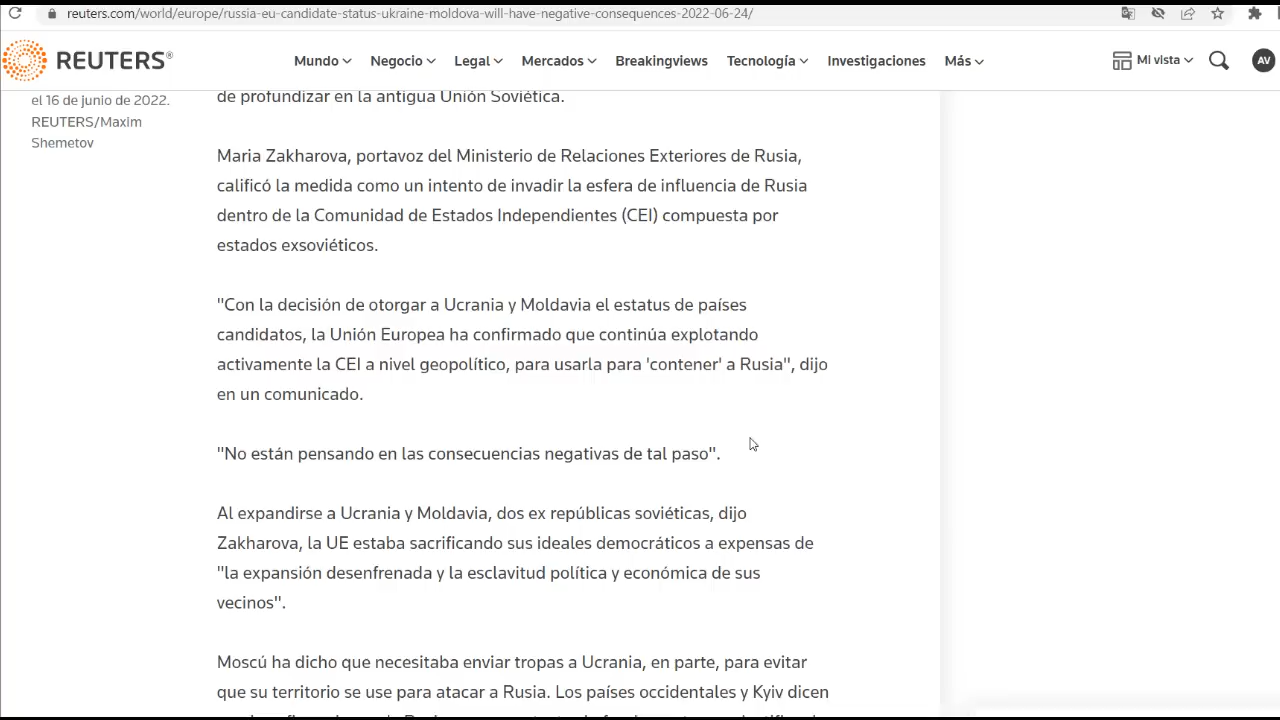 reuters.com/world/europe/russia-eu-candidate-status-ukraine-moldova-will-have-negative-consequences-2022-06-24/
REUTERS®
Mundo
Negocio
Legal
Mercados
Breakingviews
Tecnología
Investigaciones
Más
Mi vista
AV
el 16 de junio de 2022.
REUTERS/Maxim
Shemetov
de profundizar en la antigua Unión Soviética.
Maria Zakharova, portavoz del Ministerio de Relaciones Exteriores de Rusia,
calificó la medida como un intento de invadir la esfera de influencia de Rusia
dentro de la Comunidad de Estados Independientes (CEI) compuesta por
estados exsoviéticos.
"Con la decisión de otorgar a Ucrania y Moldavia el estatus de países
candidatos, la Unión Europea ha confirmado que continúa explotando
activamente la CEI a nivel geopolítico, para usarla para 'contener' a Rusia", dijo
en un comunicado.
"No están pensando en las consecuencias negativas de tal paso".
Al expandirse a Ucrania y Moldavia, dos ex repúblicas soviéticas, dijo
Zakharova, la UE estaba sacrificando sus ideales democráticos a expensas de
"la expansión desenfrenada y la esclavitud política y económica de sus
vecinos".
Moscú ha dicho que necesitaba enviar tropas a Ucrania, en parte, para evitar
que su territorio se use para atacar a Rusia. Los países occidentales y Kyiv dicen